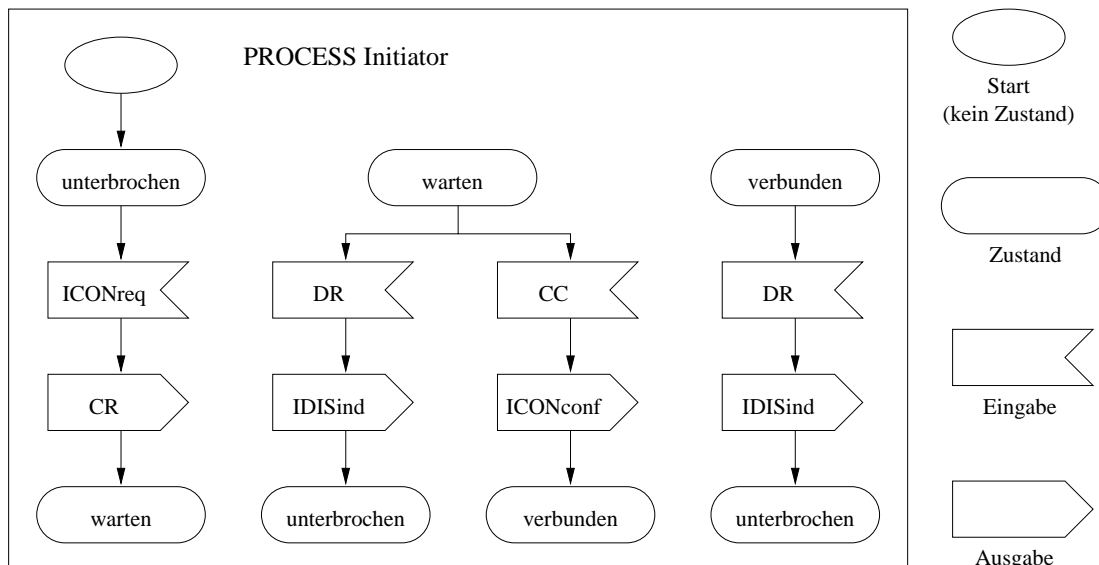 PROCESS Initiator
unterbrochen
warten
verbunden
ICONreq
DR
CC
DR
CR
IDISind
ICONconf
IDISind
warten
unterbrochen
verbunden
unterbrochen
Start
(kein Zustand)
Zustand
Eingabe
Ausgabe